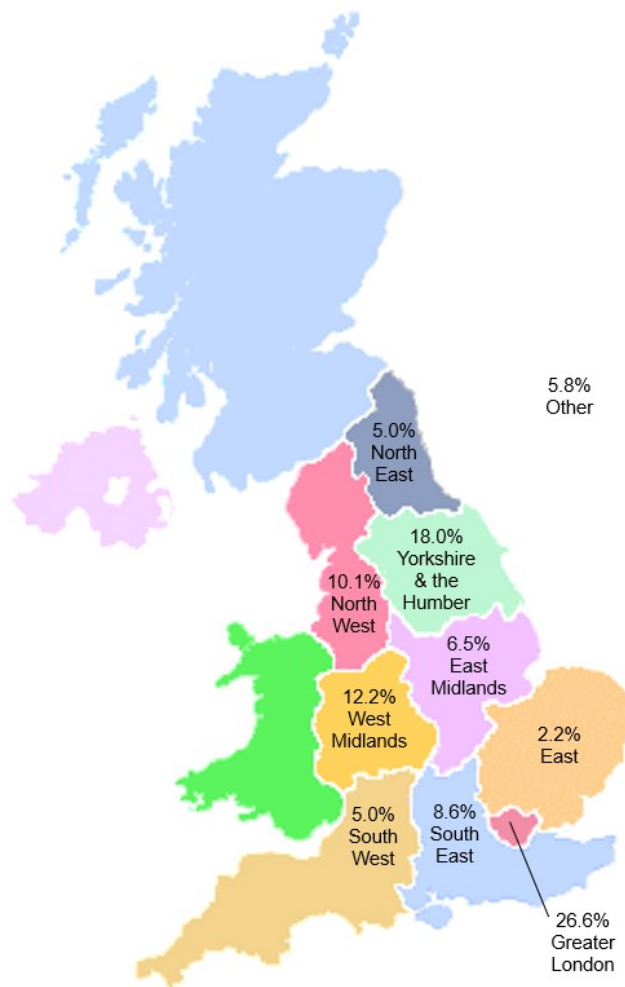 5.8%
Other
5.0%
North
East
18.0%
Yorkshire
& the
Humber
10.1%
North
West
6.5%
East
Midlands
12.2%
West
Midlands
2.2%
East
5.0%
South
West
8.6%
South
East
26.6%
Greater
London